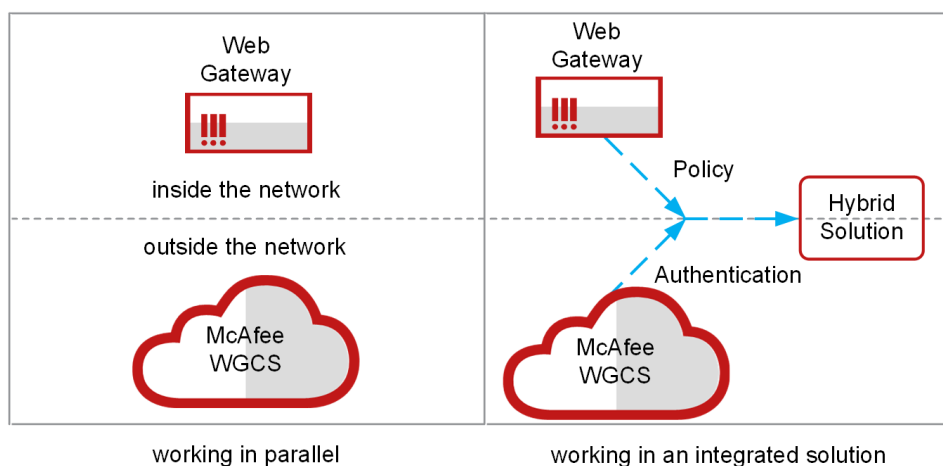 Web
Gateway
inside the network
outside the network
McAfee
WGCS
working in parallel
Web
Gateway
Policy
Hybrid
Solution
Authentication
McAfee
WGCS
working in an integrated solution